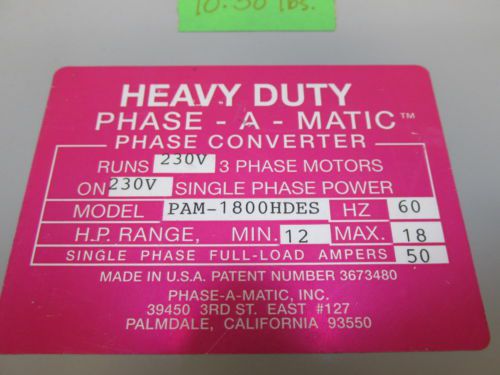 10.30 lbs.
HEAVY DUTY
PHASE - A - MATIC™
PHASE CONVERTER
RUNS 230V 3 PHASE MOTORS
ON 230V SINGLE PHASE POWER
MODEL PAM-1800HDES HZ 60
H.P. RANGE, MIN. 12 MAX. 18
SINGLE PHASE FULL-LOAD AMPERS 50
MADE IN U.S.A. PATENT NUMBER 3673480
PHASE-A-MATIC, INC.
39450 3RD ST. EAST #127
PALMDALE, CALIFORNIA 93550